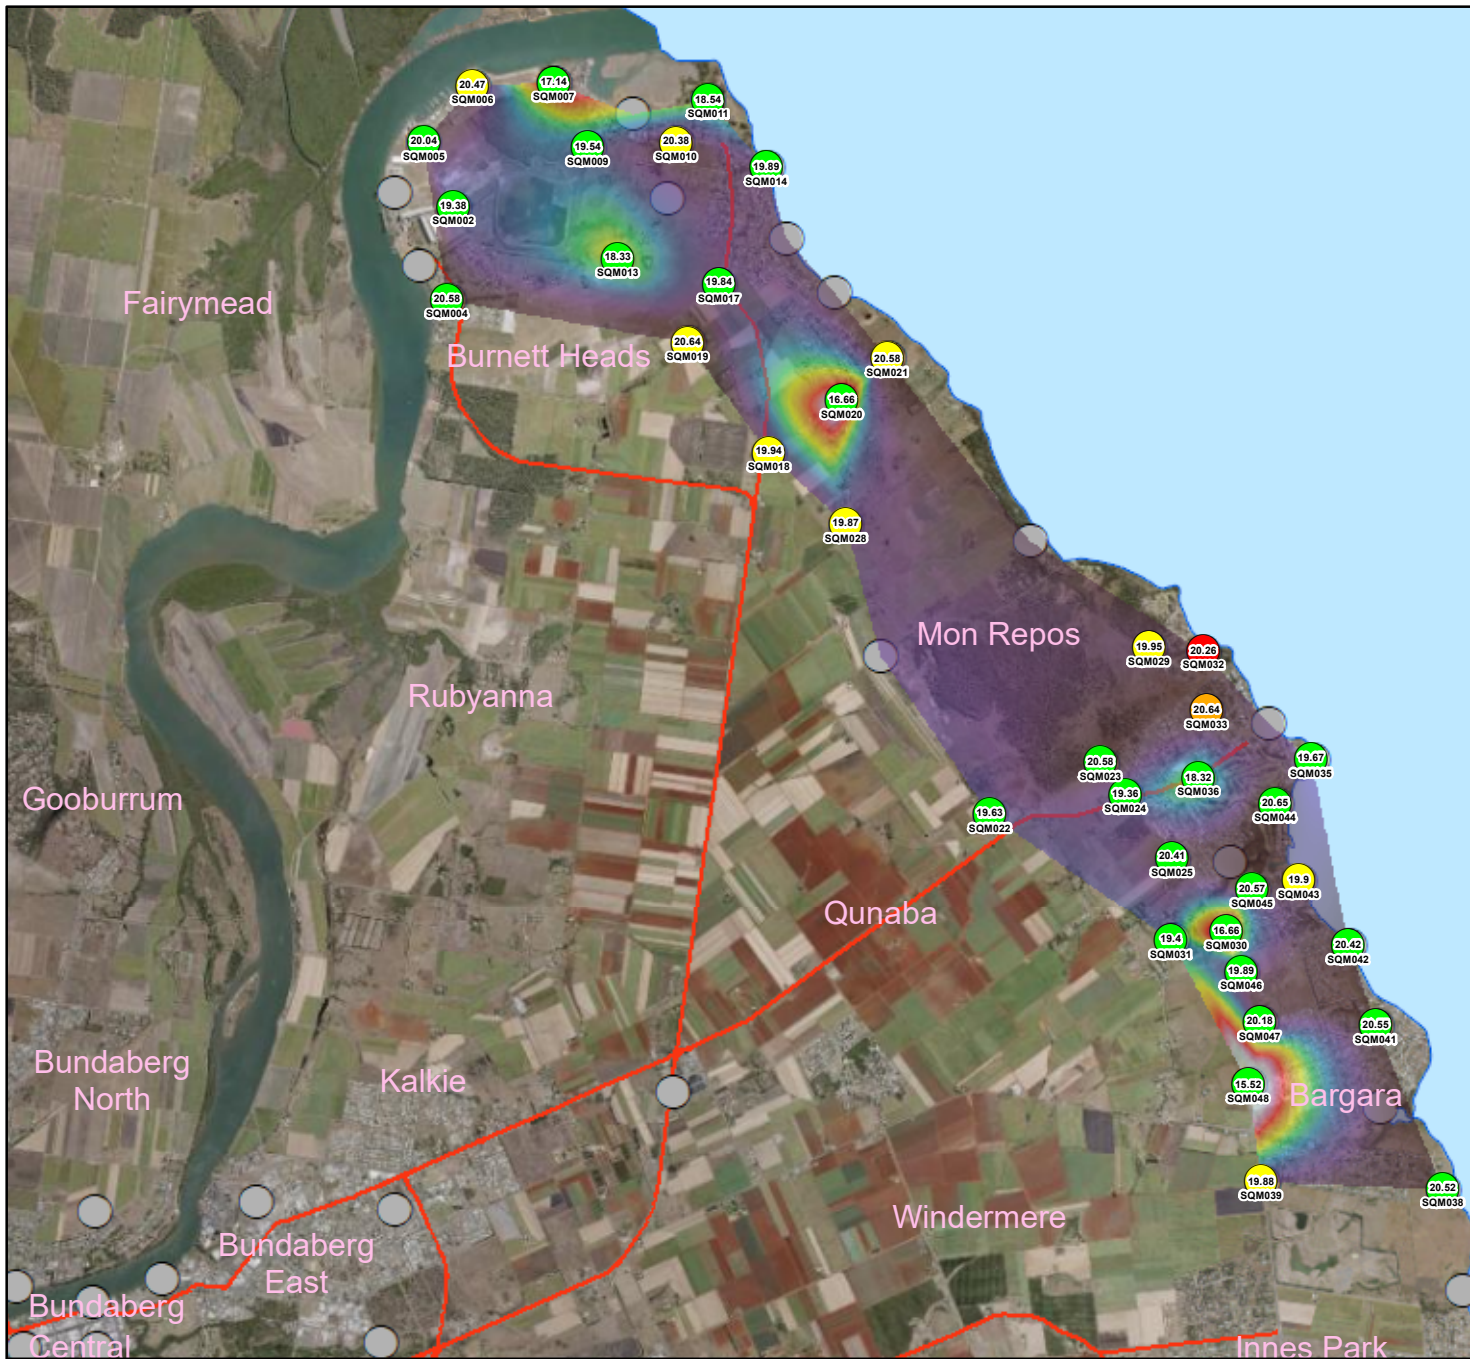 20.47
SQM006
17.14
SQM007
18.54
SQM011
20.04
SQM005
19.54
SQM009
20.38
SQM010
19.89
SQM014
19.38
SQM002
18.33
SQM013
19.84
SQM017
20.58
SQM004
Fairymead
Burnett Heads
20.64
SQM019
20.58
SQM021
16.66
SQM020
19.94
SQM018
19.87
SQM028
Mon Repos
19.95
SQM029
20.26
SQM032
Rubyanna
20.64
SQM033
20.58
SQM023
18.32
SQM036
19.67
SQM035
19.36
SQM024
20.65
SQM044
19.63
SQM022
Gooburrum
20.41
SQM025
20.57
SQM045
19.9
SQM043
Qunaba
19.4
SQM031
16.66
SQM030
20.42
SQM042
19.89
SQM046
20.18
SQM047
20.55
SQM041
Bundaberg
North
Kalkie
15.52
SQM048
Bargara
19.88
SQM039
20.52
SQM038
Windermere
Bundaberg
East
Bundaberg
Central
Innes Park